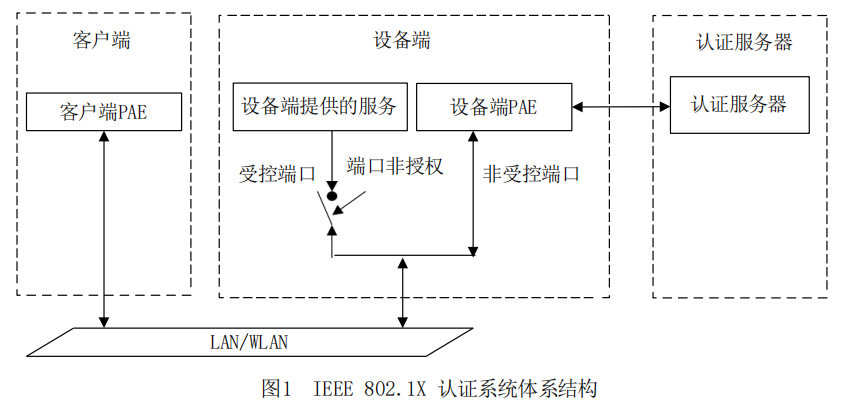 客户端
设备端
认证服务器
客户端PAE
设备端提供的服务
设备端PAE
认证服务器
受控端口
端口非授权
非受控端口
LAN/WLAN
图1 IEEE 802.1X 认证系统体系结构